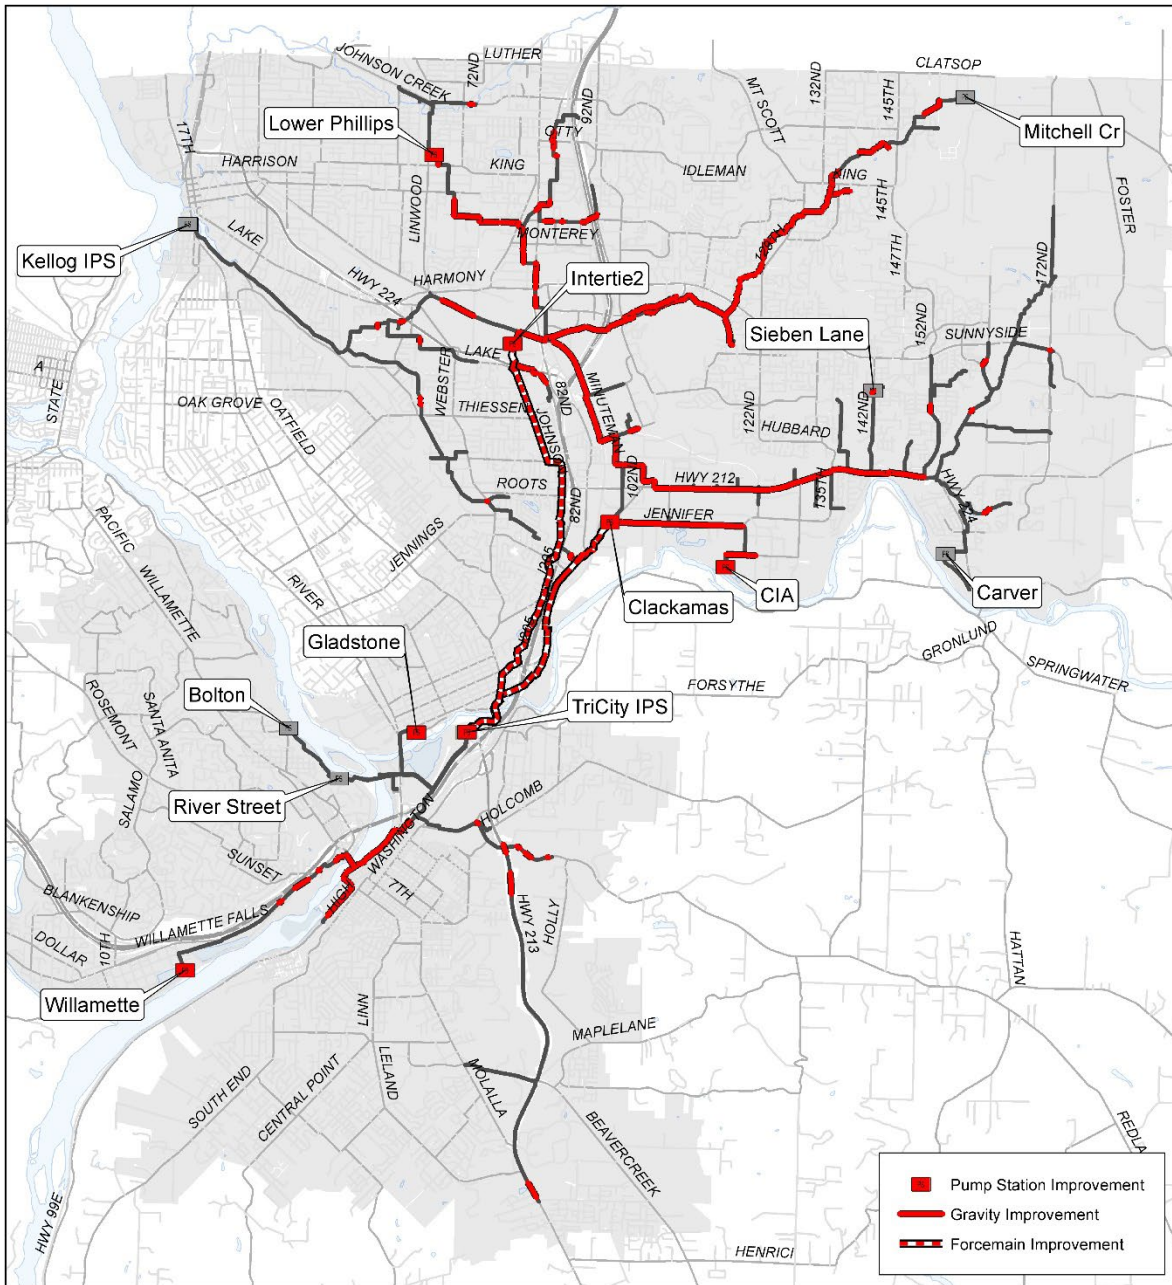 LUTHER
JOHNSON CREEK
72ND
92ND
CLATSOP
132ND
MT SCOTT
145TH
Mitchell Cr
17TH
Lower Phillips
OTTY
HARRISON
KING
IDLEMAN
KING
LINWOOD
145TH
FOSTER
LAKE
MONTEREY
Kellog IPS
147TH
172ND
HARMONY
HWY 224
Intertie2
152ND
Sieben Lane
SUNNYSIDE
LAKE
A
STATE
WEBSTER
82ND
MINUTEMAN
OAK GROVE
OATFIELD
THIESSEN
JOHNSON
122ND
142ND
HUBBARD
102ND
HWY 212
135TH
HWY 224
ROOTS
82ND
JENNIFER
PACIFIC
JENNINGS
I205
WILLAMETTE
RIVER
CIA
Carver
Clackamas
Gladstone
I205
GRONLUND
SPRINGWATER
ROSEMONT
Bolton
SANTA ANITA
FORSYTHE
TriCity IPS
River Street
SALAMO
HOLCOMB
WASHINGTON
SUNSET
7TH
HIGH
BLANKENSHIP
WILLAMETTE FALLS
HWY 213
HOLLY
DOLLAR
10TH
HATTAN
Willamette
LINN
MAPLELANE
LELAND
SOUTH END
CENTRAL POINT
MOLALLA
BEAVERCREEK
REDLA
HWY 99E
HENRICI
Pump Station Improvement
Gravity Improvement
Forcemain Improvement